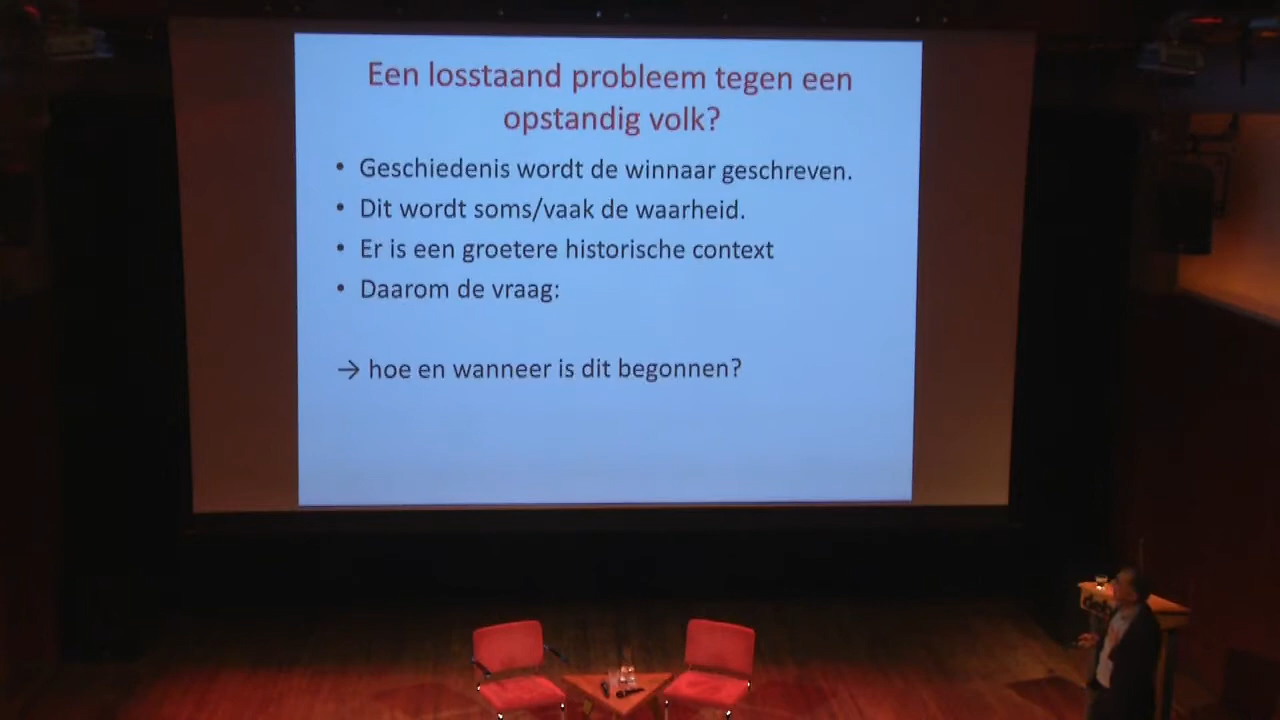 Een losstaand probleem tegen een
opstandig volk?
• Geschiedenis wordt de winnaar geschreven.
• Dit wordt soms/vaak de waarheid.
• Er is een groetere historische context
• Daarom de vraag:
→ hoe en wanneer is dit begonnen?